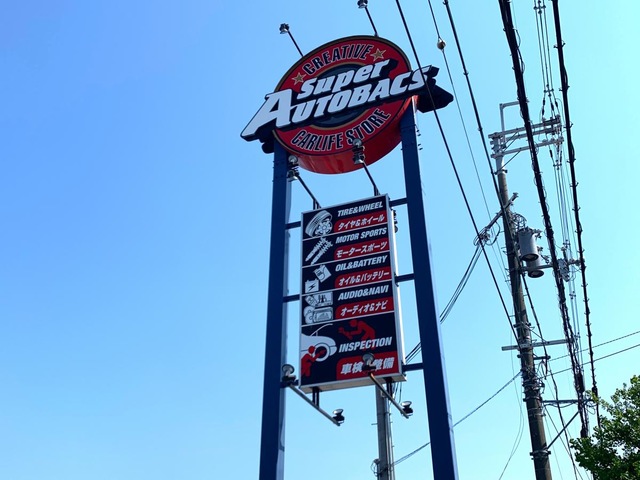 CREATIVE
Super
AUTOBACS
CARLIFE STORE
TIRE&WHEEL
タイヤ&ホイール
MOTOR SPORTS
モータースポーツ
OIL&BATTERY
オイル&バッテリー
AUDIO&NAVI
オーディオ&ナビ
INSPECTION
車検 整備